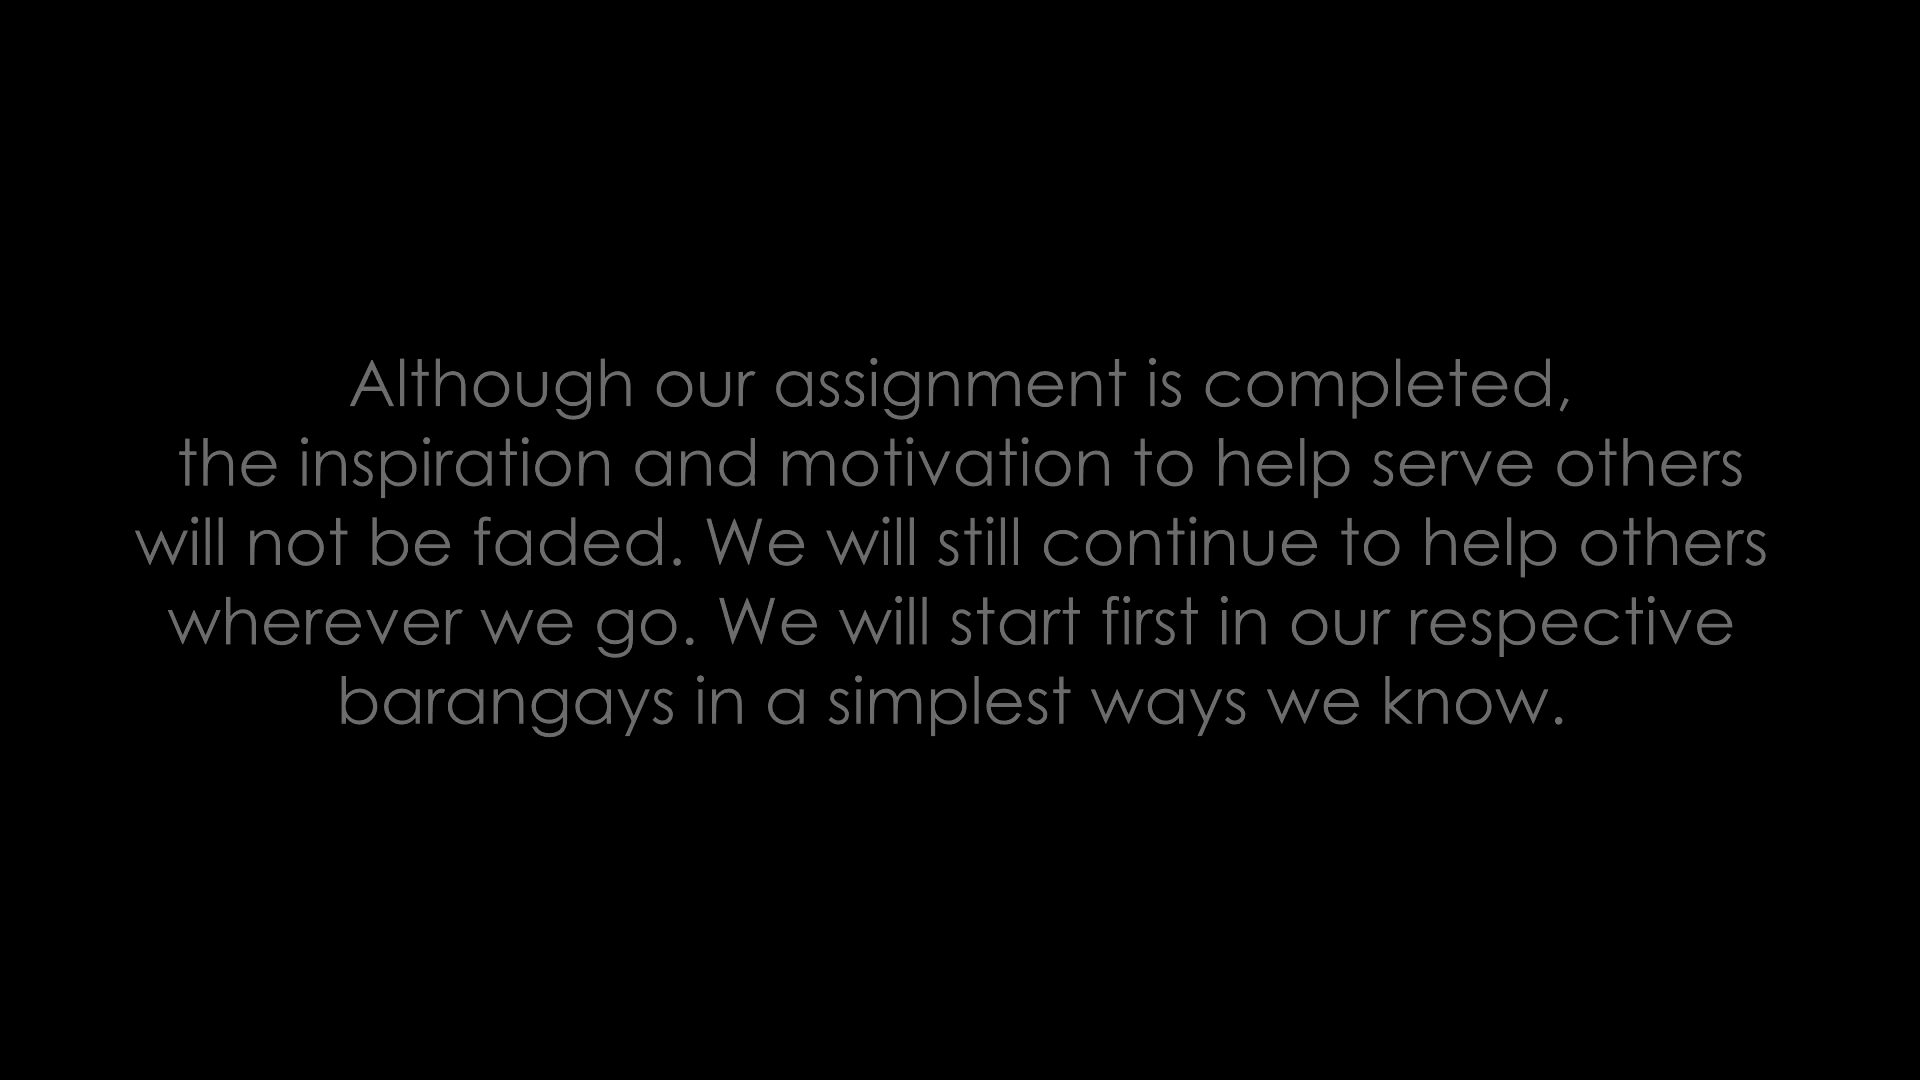 Although our assignment is completed,
the inspiration and motivation to help serve others
will not be faded. We will still continue to help others
wherever we go. We will start first in our respective
barangays in a simplest ways we know.